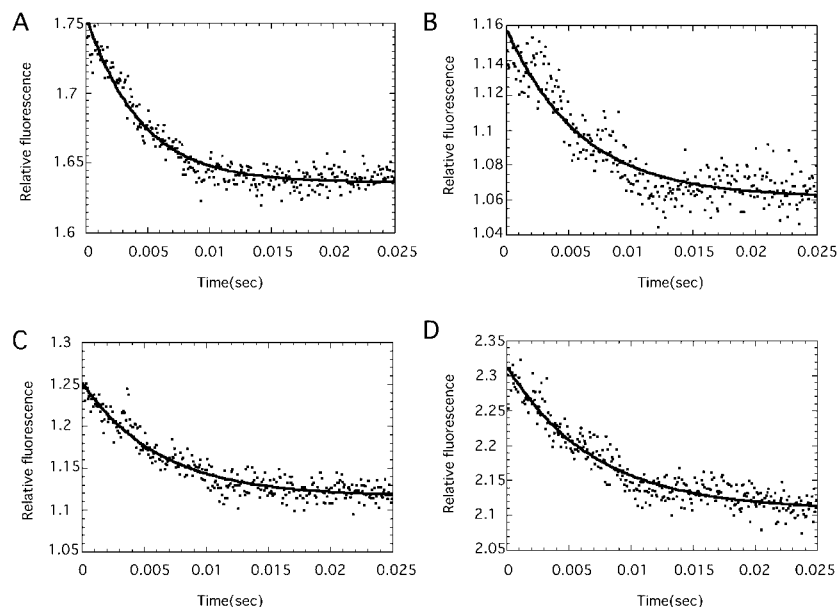 A
1.75
1.7
1.65
1.6
Relative fluorescence
0 0.005 0.01 0.015 0.02 0.025
Time(sec)
B
1.16
1.14
1.12
1.1
1.08
1.06
1.04
Relative fluorescence
0 0.005 0.01 0.015 0.02 0.025
Time(sec)
C
1.3
1.25
1.2
1.15
1.1
1.05
Relative fluorescence
0 0.005 0.01 0.015 0.02 0.025
Time(sec)
D
2.35
2.3
2.25
2.2
2.15
2.1
2.05
Relative fluorescence
0 0.005 0.01 0.015 0.02 0.025
Time(sec)